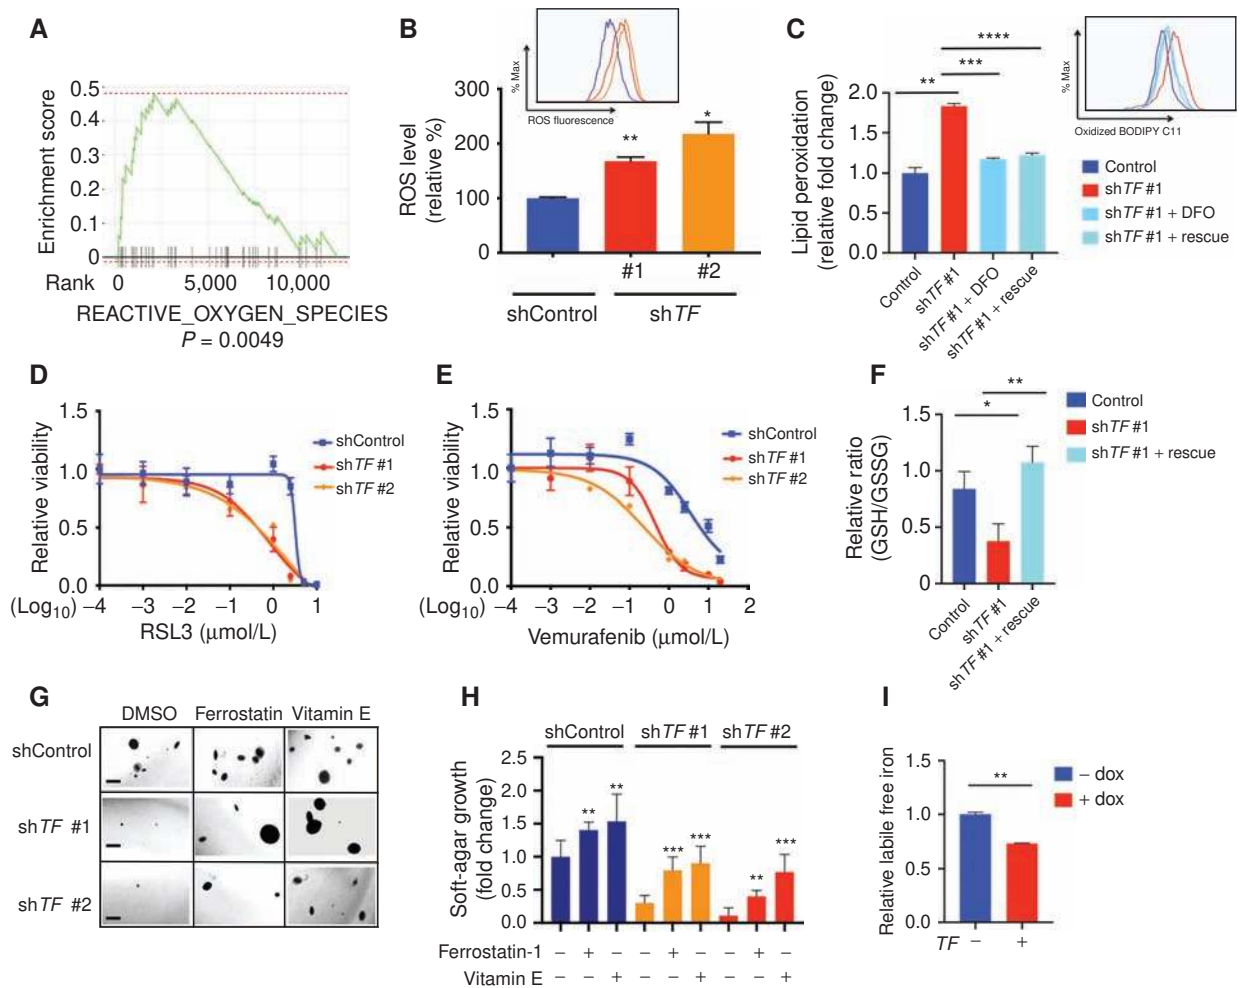 A
Enrichment score
0.5
0.4
0.3
0.2
0.1
0
Rank 0 5,000 10,000
REACTIVE_OXYGEN_SPECIES
P = 0.0049
B
% Max
ROS fluorescence
ROS level
(relative %)
300
200
100
0
**
*
#1 #2
shControl shTF
C
% Max
Oxidized BODIPY C11
Lipid peroxidation
(relative fold change)
2.0
1.5
1.0
0.5
0.0
****
***
**
Control
shTF #1
shTF #1 + DFO
shTF #1 + rescue
Control
shTF #1
shTF #1 + DFO
shTF #1 + rescue
D
Relative viability
1.5
1.0
0.5
0.0
(Log10) –4 –3 –2 –1 0 1
RSL3 (μmol/L)
shControl
shTF #1
shTF #2
E
Relative viability
1.5
1.0
0.5
0.0
(Log10) –4 –3 –2 –1 0 1 2
Vemurafenib (μmol/L)
shControl
shTF #1
shTF #2
F
Relative ratio
(GSH/GSSG)
1.5
1.0
0.5
0
**
*
Control
shTF #1
shTF #1 + rescue
Control
shTF #1
shTF #1 + rescue
G
DMSO Ferrostatin Vitamin E
shControl
shTF #1
shTF #2
H
shControl shTF #1 shTF #2
Soft-agar growth
(fold change)
2.5
2.0
1.5
1.0
0.5
0.0
** ** *** *** ** ***
Ferrostatin-1 – + – – + – – + –
Vitamin E – – + – – + – – +
I
Relative labile free iron
1.5
1.0
0.5
0.0
**
– dox
+ dox
TF – +